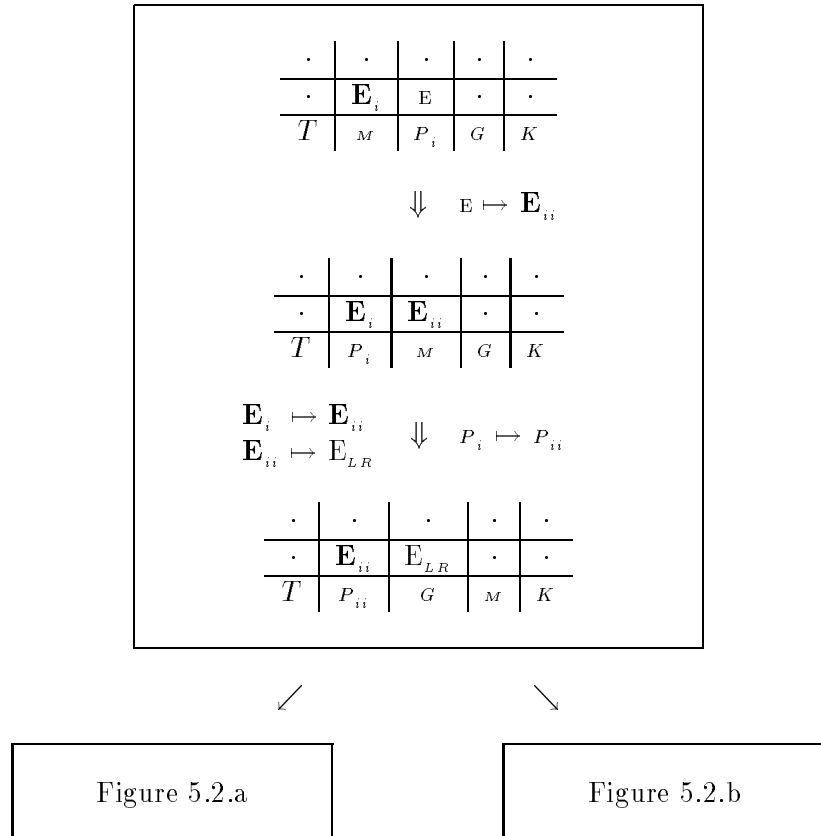 · · · · ·
· 𝐄_i E · ·
T M P_i G K
⇓ E ↦ 𝐄_ii
· · · · ·
· 𝐄_i 𝐄_ii · ·
T P_i M G K
𝐄_i ↦ 𝐄_ii
⇓ P_i ↦ P_ii
𝐄_ii ↦ E_LR
· · · · ·
· 𝐄_ii E_LR · ·
T P_ii G M K
↙ ↘
Figure 5.2.a Figure 5.2.b